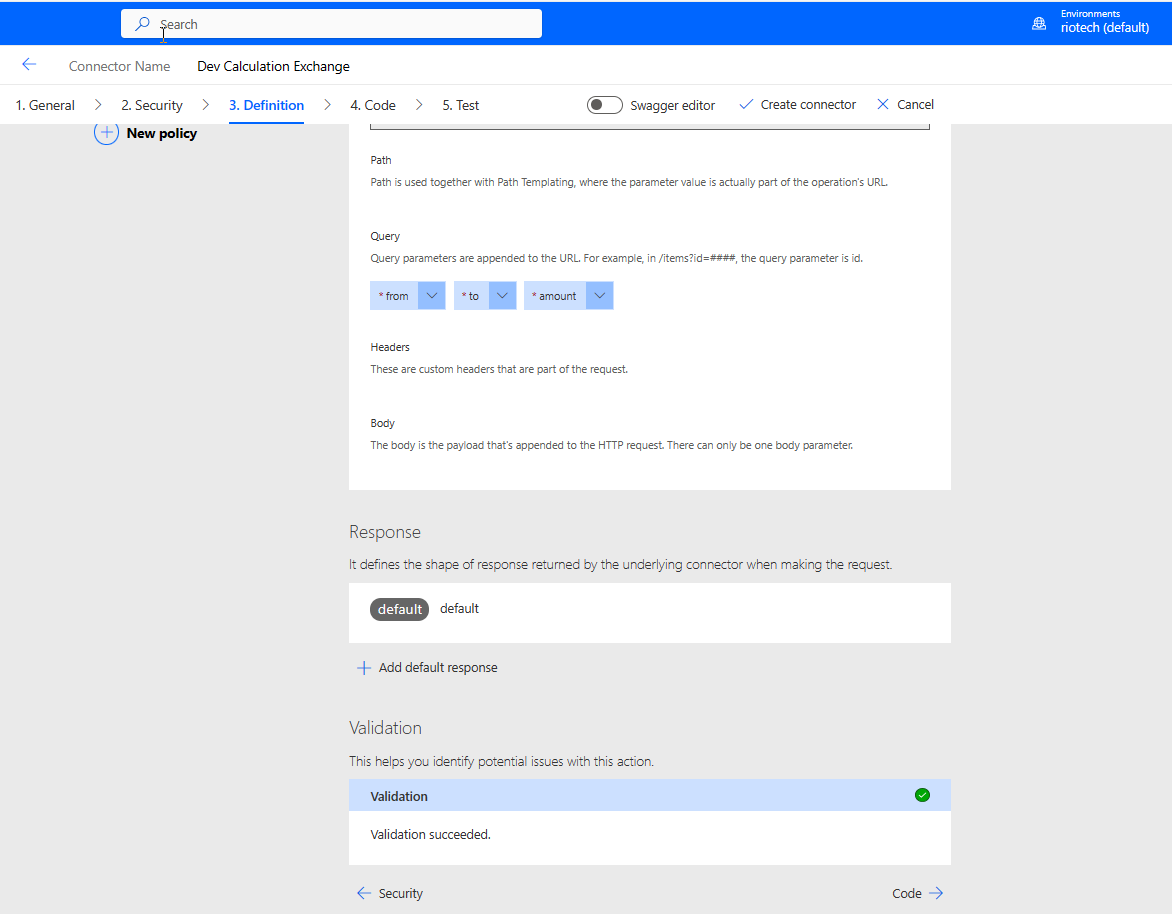 Search
Environments
riotech (default)
Connector Name
Dev Calculation Exchange
1. General
2. Security
3. Definition
4. Code
5. Test
Swagger editor
Create connector
Cancel
New policy
Path
Path is used together with Path Templating, where the parameter value is actually part of the operation's URL.
Query
Query parameters are appended to the URL. For example, in /items?id=####, the query parameter is id.
* from
* to
* amount
Headers
These are custom headers that are part of the request.
Body
The body is the payload that's appended to the HTTP request. There can only be one body parameter.
Response
It defines the shape of response returned by the underlying connector when making the request.
default
default
Add default response
Validation
This helps you identify potential issues with this action.
Validation
Validation succeeded.
Security
Code